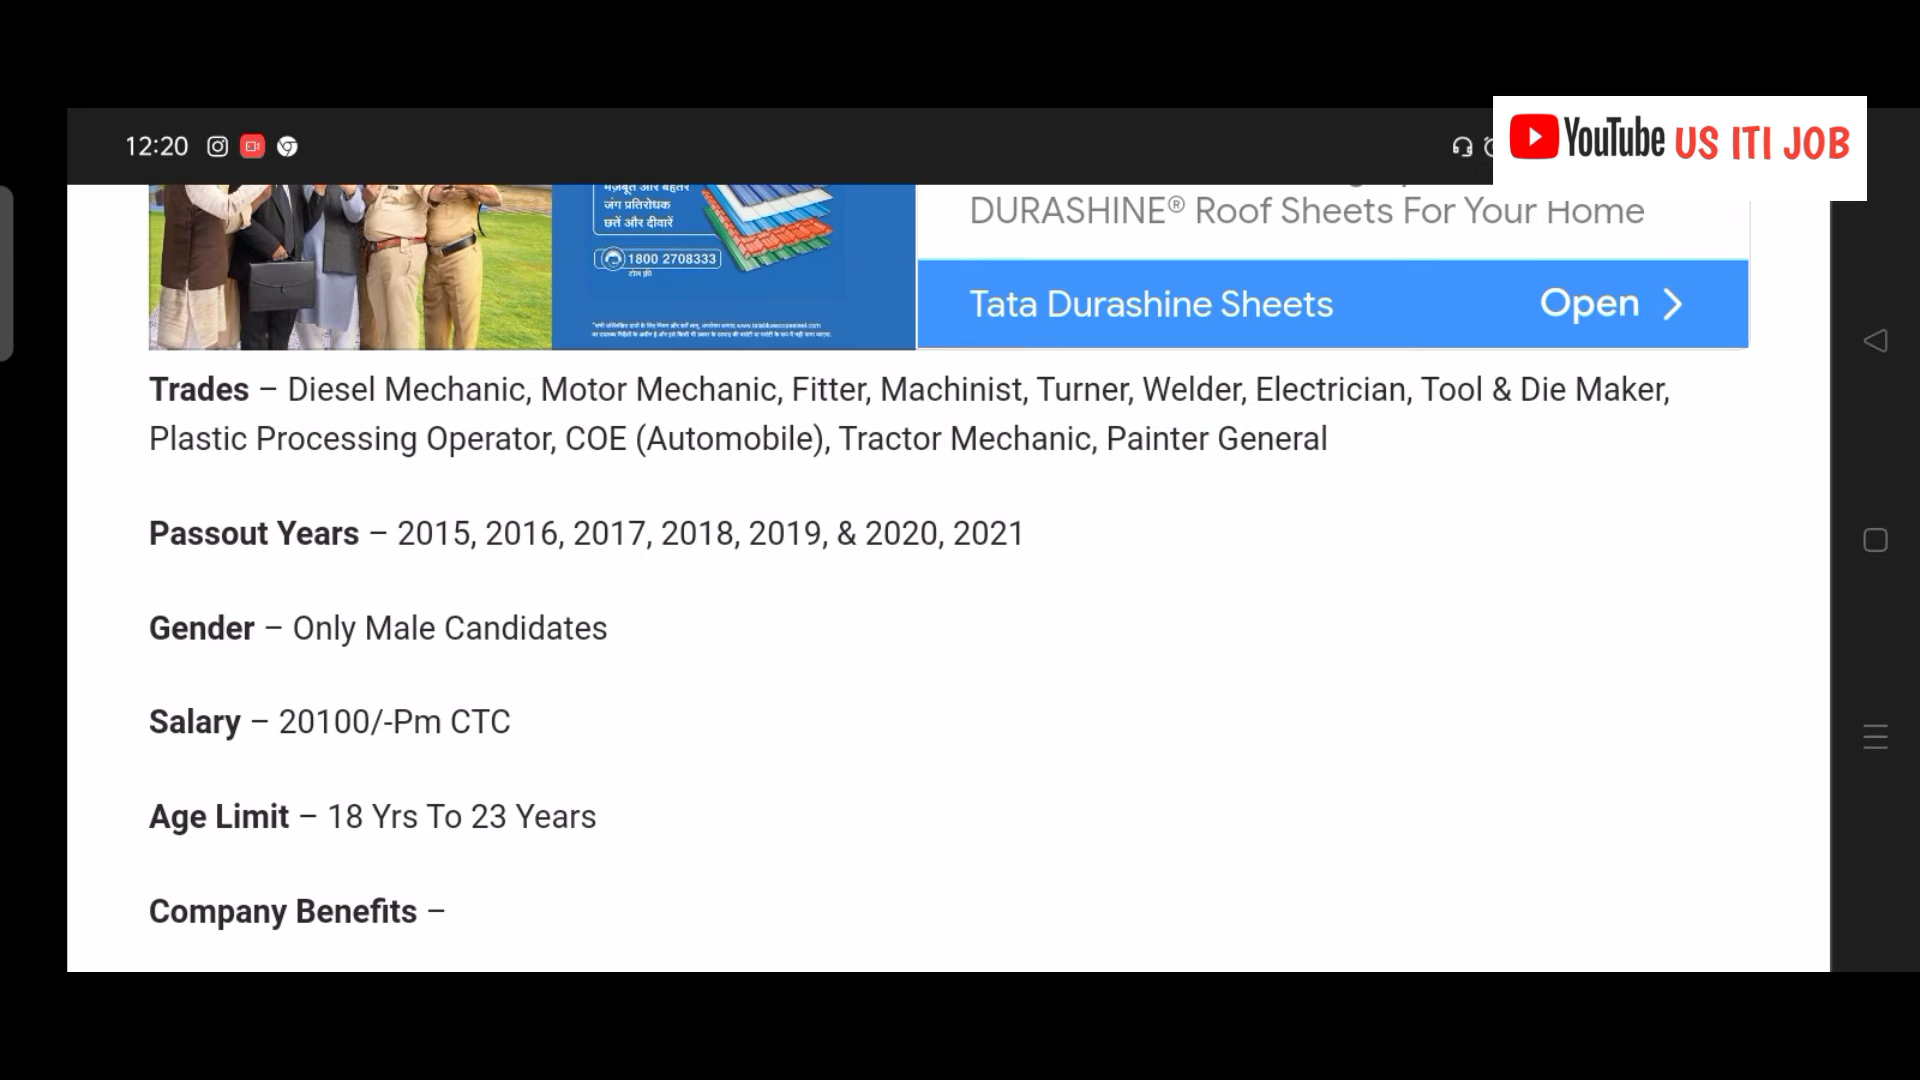 12:20
YouTube US ITI JOB
मज़बूत और बेहतर
जंग प्रतिरोधक
छतें और दीवारें
1800 2708333
टोल फ्री
DURASHINE® Roof Sheets For Your Home
Tata Durashine Sheets Open
Trades – Diesel Mechanic, Motor Mechanic, Fitter, Machinist, Turner, Welder, Electrician, Tool & Die Maker,
Plastic Processing Operator, COE (Automobile), Tractor Mechanic, Painter General
Passout Years – 2015, 2016, 2017, 2018, 2019, & 2020, 2021
Gender – Only Male Candidates
Salary – 20100/-Pm CTC
Age Limit – 18 Yrs To 23 Years
Company Benefits –